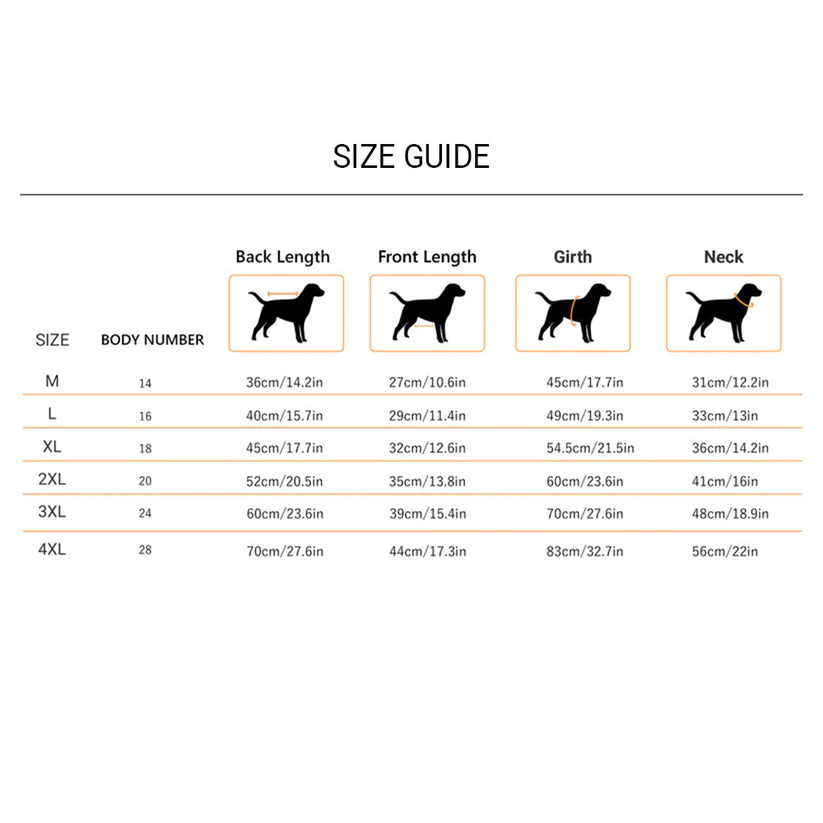 SIZE GUIDE
Back Length Front Length Girth Neck
SIZE BODY NUMBER
M 14 36cm/14.2in 27cm/10.6in 45cm/17.7in 31cm/12.2in
L 16 40cm/15.7in 29cm/11.4in 49cm/19.3in 33cm/13in
XL 18 45cm/17.7in 32cm/12.6in 54.5cm/21.5in 36cm/14.2in
2XL 20 52cm/20.5in 35cm/13.8in 60cm/23.6in 41cm/16in
3XL 24 60cm/23.6in 39cm/15.4in 70cm/27.6in 48cm/18.9in
4XL 28 70cm/27.6in 44cm/17.3in 83cm/32.7in 56cm/22in